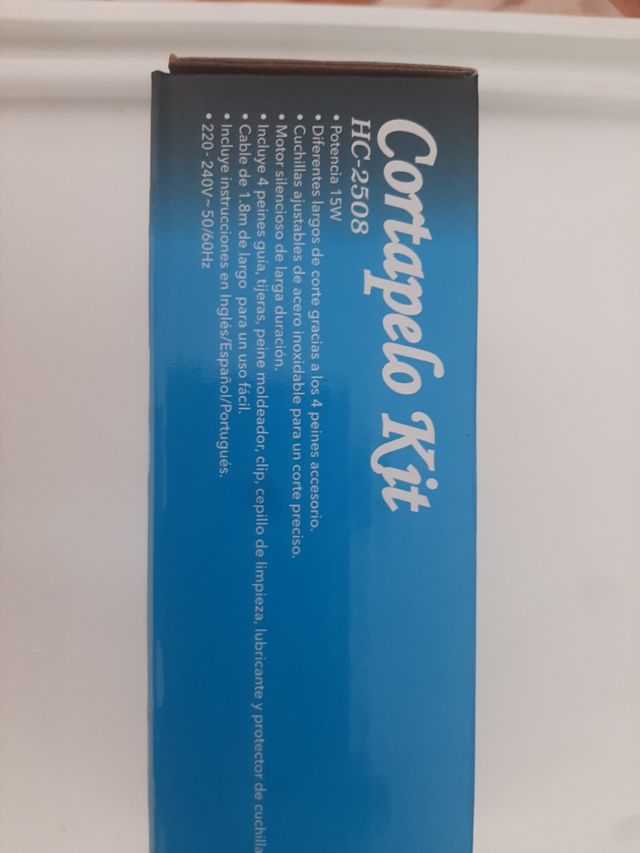 Cortapelo Kit
HC-2508
• Potencia 15W
• Diferentes largos de corte gracias a los 4 peines accesorio.
• Cuchillas ajustables de acero inoxidable para un corte preciso.
• Motor silencioso de larga duración.
• Incluye 4 peines guía, tijeras, peine moldeador, clip, cepillo de limpieza, lubricante y protector de cuchilla
• Cable de 1.8m de largo para un uso fácil.
• Incluye instrucciones en Inglés/Español/Portugués.
• 220 - 240V~50/60Hz